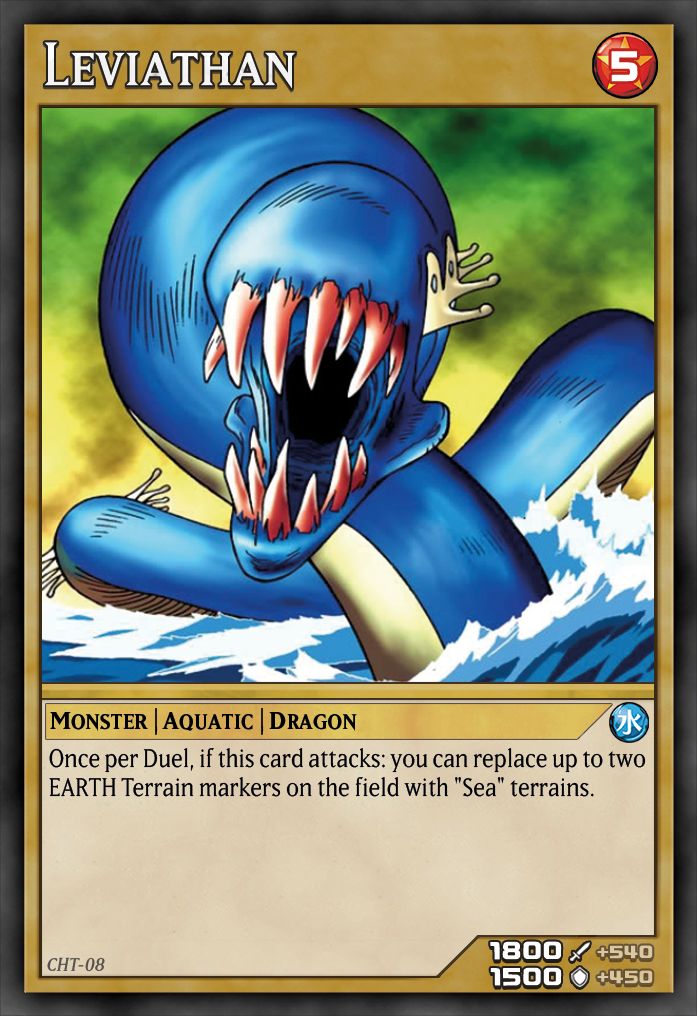 Leviathan
5
Monster | Aquatic | Dragon
水
Once per Duel, if this card attacks: you can replace up to two
EARTH Terrain markers on the field with "Sea" terrains.
1800 +540
CHT-08
1500 +450